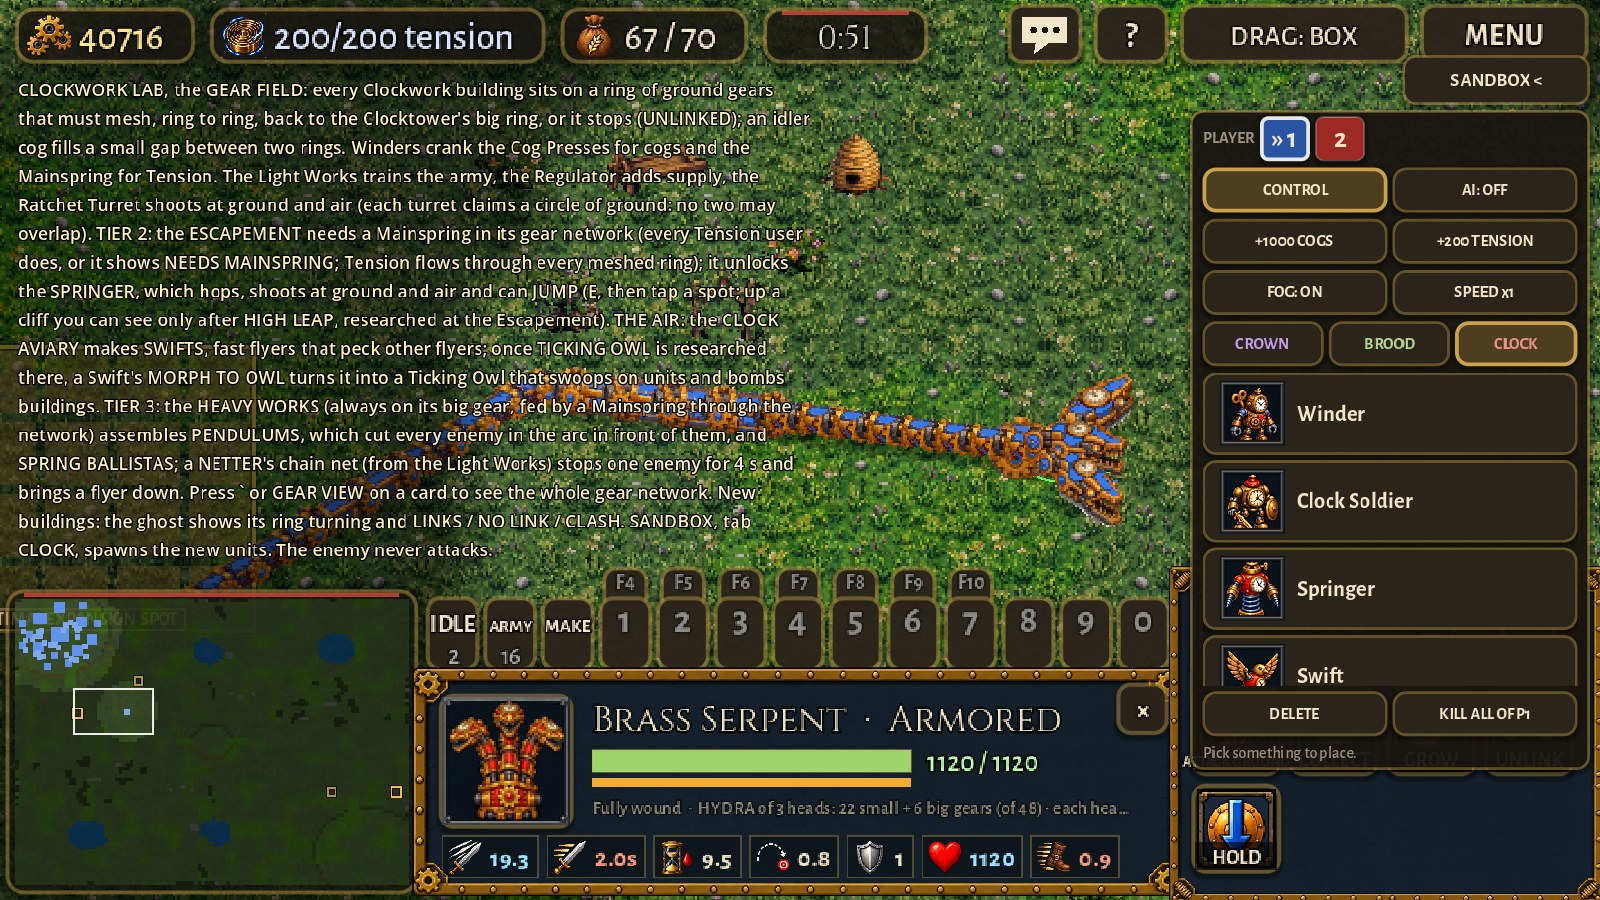 40716
200/200 tension
67 / 70
0:51
?
DRAG: BOX
MENU
SANDBOX <
CLOCKWORK LAB, the GEAR FIELD: every Clockwork building sits on a ring of ground gears
that must mesh, ring to ring, back to the Clocktower's big ring, or it stops (UNLINKED); an idler
cog fills a small gap between two rings. Winders crank the Cog Presses for cogs and the
Mainspring for Tension. The Light Works trains the army, the Regulator adds supply, the
Ratchet Turret shoots at ground and air (each turret claims a circle of ground: no two may
overlap). TIER 2: the ESCAPEMENT needs a Mainspring in its gear network (every Tension user
does, or it shows NEEDS MAINSPRING; Tension flows through every meshed ring); it unlocks
the SPRINGER, which hops, shoots at ground and air and can JUMP (E, then tap a spot; up a
cliff you can see only after HIGH LEAP, researched at the Escapement). THE AIR: the CLOCK
AVIARY makes SWIFTS, fast flyers that peck other flyers; once TICKING OWL is researched
there, a Swift's MORPH TO OWL turns it into a Ticking Owl that swoops on units and bombs
buildings. TIER 3: the HEAVY WORKS (always on its big gear, fed by a Mainspring through the
network) assembles PENDULUMS, which cut every enemy in the arc in front of them, and
SPRING BALLISTAS; a NETTER's chain net (from the Light Works) stops one enemy for 4 s and
brings a flyer down. Press ` or GEAR VIEW on a card to see the whole gear network. New
buildings: the ghost shows its ring turning and LINKS / NO LINK / CLASH. SANDBOX, tab
CLOCK, spawns the new units. The enemy never attacks.
PLAYER
»1
2
CONTROL
AI: OFF
+1000 COGS
+200 TENSION
FOG: ON
SPEED x1
CROWN
BROOD
CLOCK
Winder
Clock Soldier
Springer
Swift
DELETE
KILL ALL OF P1
Pick something to place.
GROW
UNLINK
HOLD
F4
F5
F6
F7
F8
F9
F10
IDLE
2
ARMY
16
MAKE
1
2
3
4
5
6
7
8
9
0
BRASS SERPENT · ARMORED
×
1120 / 1120
Fully wound · HYDRA of 3 heads: 22 small + 6 big gears (of 48) · each hea...
19.3
2.0s
9.5
0.8
1
1120
0.9